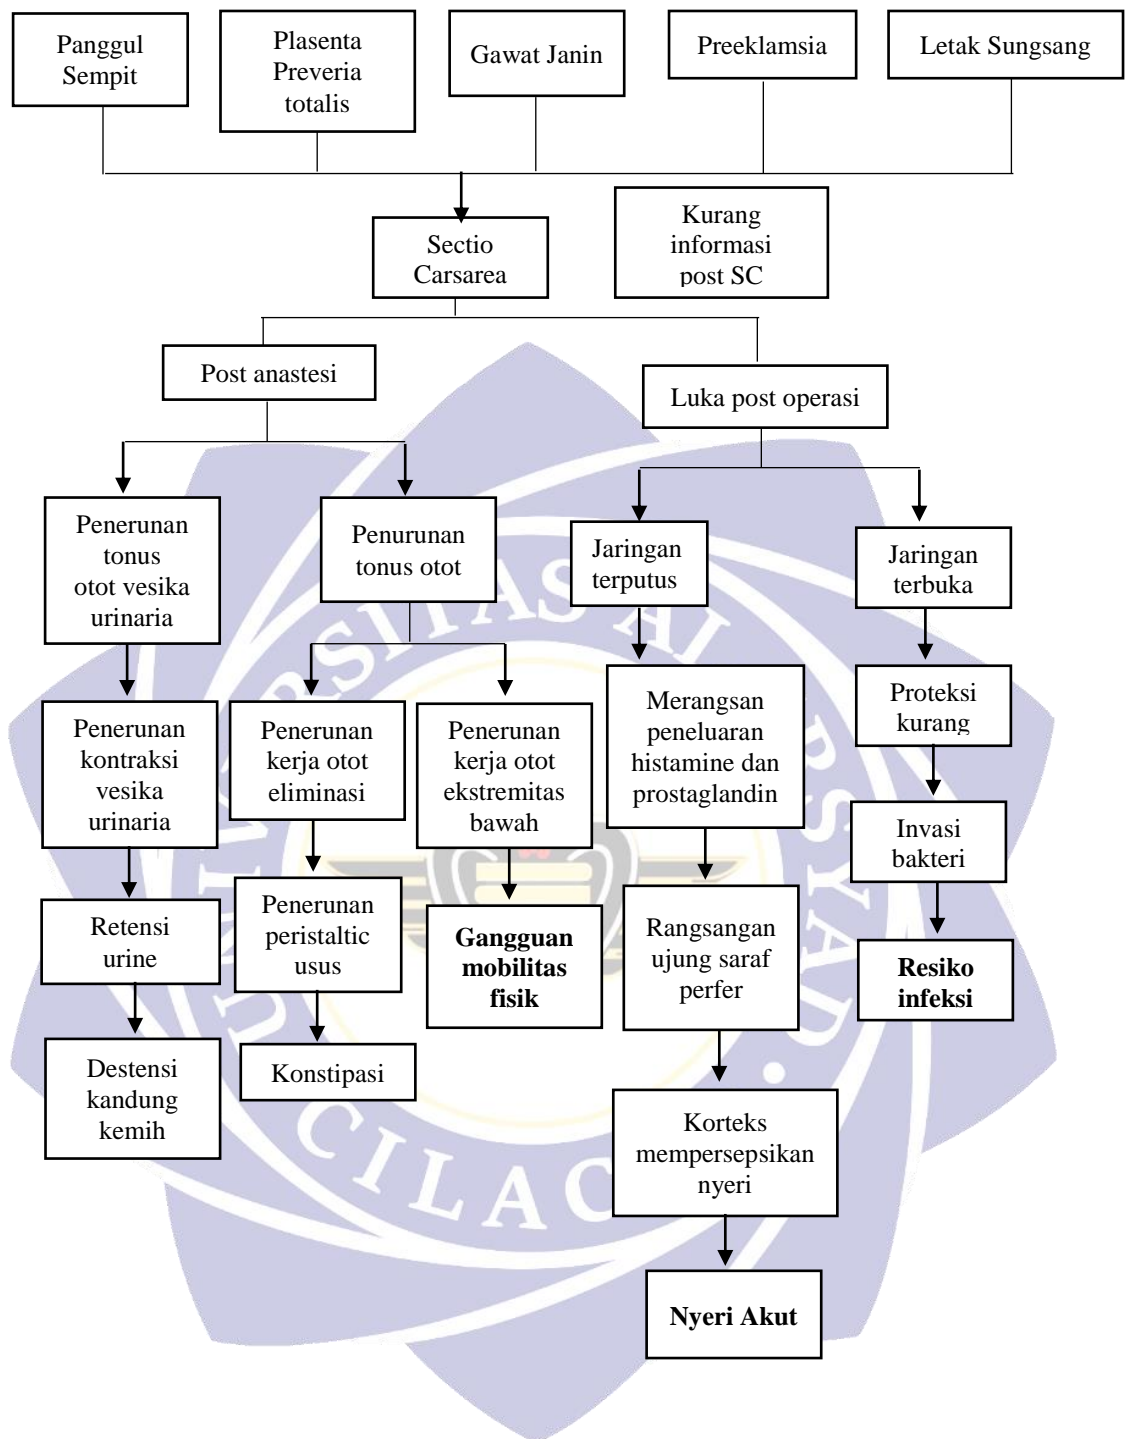 Panggul
Sempit
Plasenta
Preveria
totalis
Gawat Janin
Preeklamsia
Letak Sungsang
Sectio
Carsarea
Kurang
informasi
post SC
Post anastesi
Luka post operasi
Penerunan
tonus
otot vesika
urinaria
Penurunan
tonus otot
Jaringan
terputus
Jaringan
terbuka
Penerunan
kontraksi
vesika
urinaria
Penerunan
kerja otot
eliminasi
Penerunan
kerja otot
ekstremitas
bawah
Merangsan
peneluaran
histamine dan
prostaglandin
Proteksi
kurang
Invasi
bakteri
Retensi
urine
Penerunan
peristaltic
usus
Gangguan
mobilitas
fisik
Rangsangan
ujung saraf
perfer
Resiko
infeksi
Destensi
kandung
kemih
Konstipasi
Korteks
mempersepsikan
nyeri
Nyeri Akut
CILAC